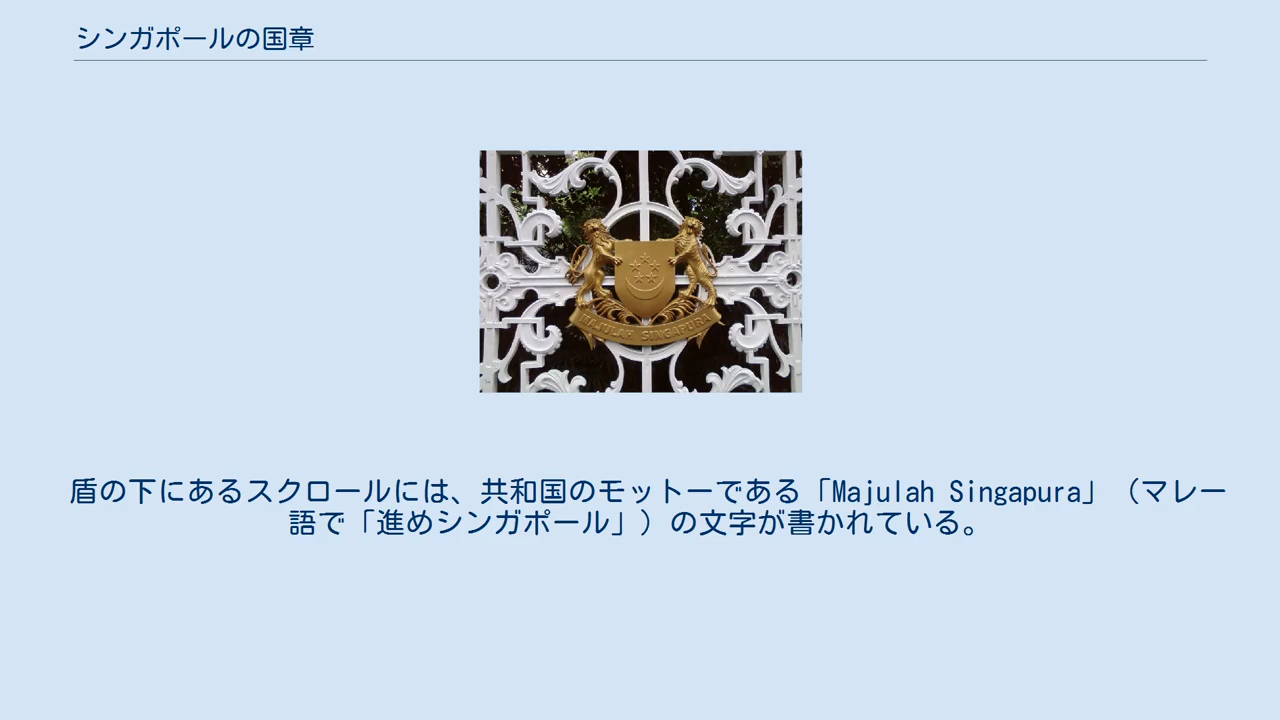 シンガポールの国章
MAJULAH SINGAPURA
盾の下にあるスクロールには、共和国のモットーである「Majulah Singapura」（マレー
語で「進めシンガポール」）の文字が書かれている。